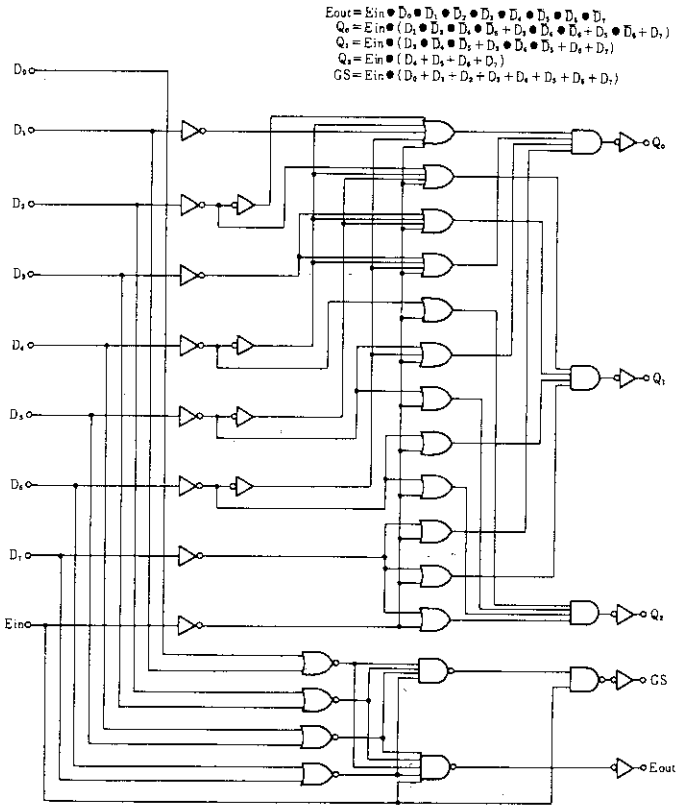 Eout = Ein●D̄₀●D̄₁●D̄₂●D̄₃●D̄₄●D̄₅●D̄₆●D̄₇
Q₀ = Ein●(D₁●D̄₂●D̄₄●D̄₆+D₃●D̄₄●D̄₆+D₅●D̄₆+D₇)
Q₁ = Ein●(D₂●D̄₄●D̄₅+D₃●D̄₄●D̄₅+D₆+D₇)
Q₂ = Ein●(D₄+D₅+D₆+D₇)
GS = Ein●(D₀+D₁+D₂+D₃+D₄+D₅+D₆+D₇)
D₀
D₁
Q₀
D₂
D₃
D₄
Q₁
D₅
D₆
D₇
Q₂
Ein
GS
Eout